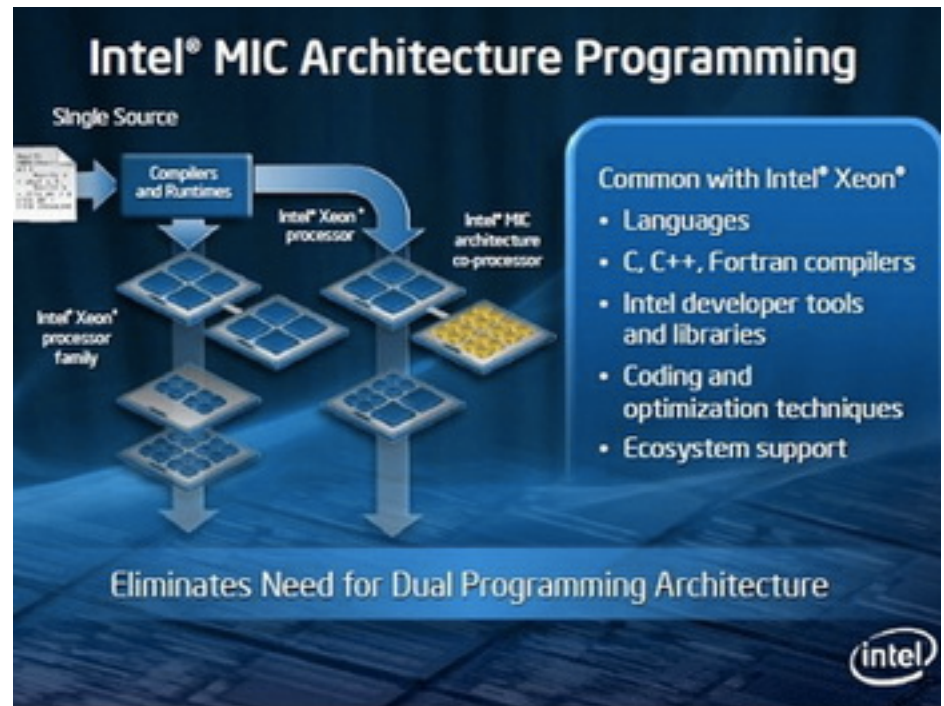 Intel® MIC Architecture Programming
Single Source
Compilers
and Runtimes
Intel® Xeon®
processor
Intel® MIC
architecture
co-processor
Intel® Xeon®
processor
family
Common with Intel® Xeon®
• Languages
• C, C++, Fortran compilers
• Intel developer tools
and libraries
• Coding and
optimization techniques
• Ecosystem support
Eliminates Need for Dual Programming Architecture
intel